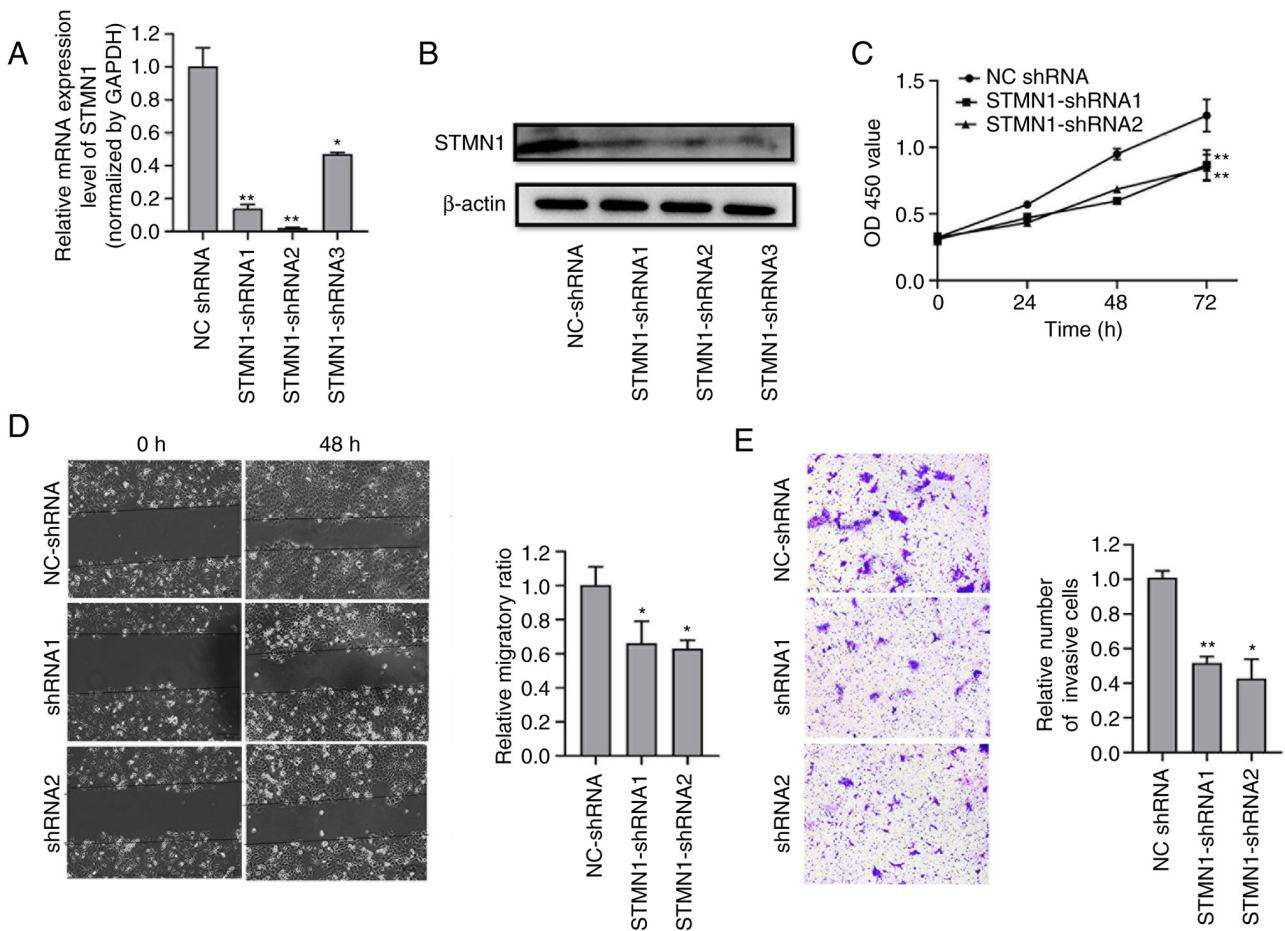 A
Relative mRNA expression
level of STMN1
(normalized by GAPDH)
1.2
1.0
0.8
0.6
0.4
0.2
0.0
**
**
*
NC shRNA
STMN1-shRNA1
STMN1-shRNA2
STMN1-shRNA3
B
STMN1
β-actin
NC-shRNA
STMN1-shRNA1
STMN1-shRNA2
STMN1-shRNA3
C
OD 450 value
1.5
1.0
0.5
0.0
NC shRNA
STMN1-shRNA1
STMN1-shRNA2
**
**
0
24
48
72
Time (h)
D
0 h
48 h
NC-shRNA
shRNA1
shRNA2
Relative migratory ratio
1.2
1.0
0.8
0.6
0.4
0.2
0.0
*
*
NC-shRNA
STMN1-shRNA1
STMN1-shRNA2
E
NC-shRNA
shRNA1
shRNA2
Relative number
of invasive cells
1.2
1.0
0.8
0.6
0.4
0.2
0.0
**
*
NC shRNA
STMN1-shRNA1
STMN1-shRNA2